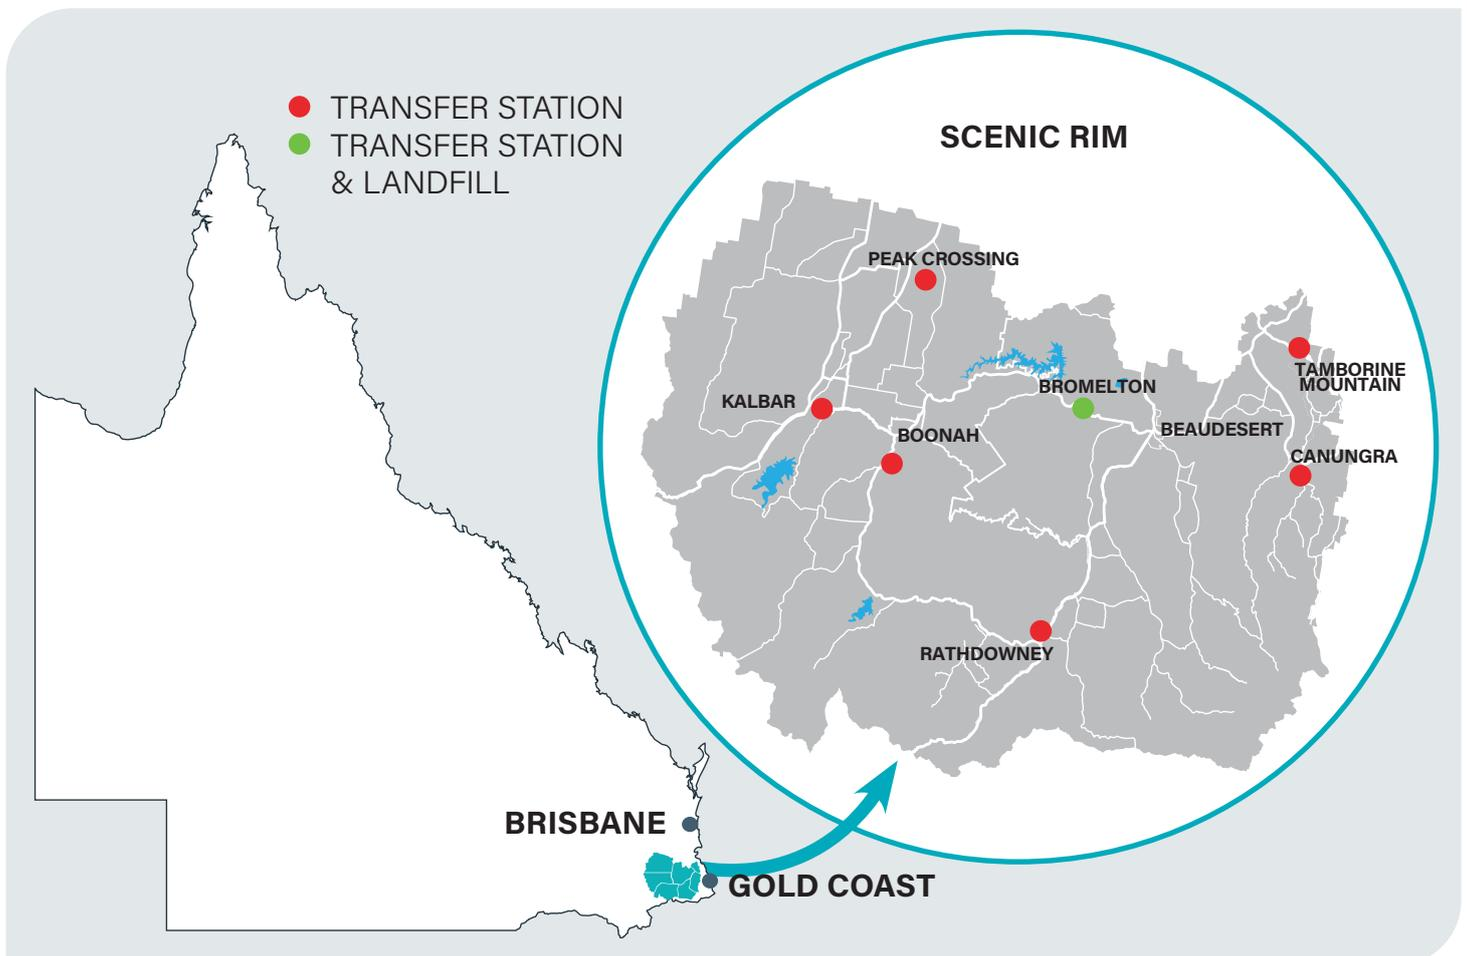 TRANSFER STATION
TRANSFER STATION
& LANDFILL
SCENIC RIM
PEAK CROSSING
TAMBORINE
MOUNTAIN
BROMELTON
KALBAR
BEAUDESERT
BOONAH
CANUNGRA
RATHDOWNEY
BRISBANE
GOLD COAST